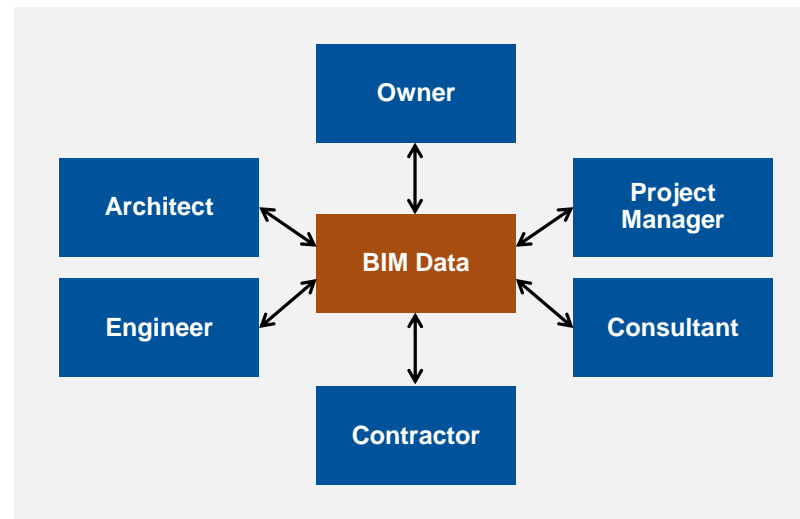 Owner
Architect
Project
Manager
BIM Data
Engineer
Consultant
Contractor